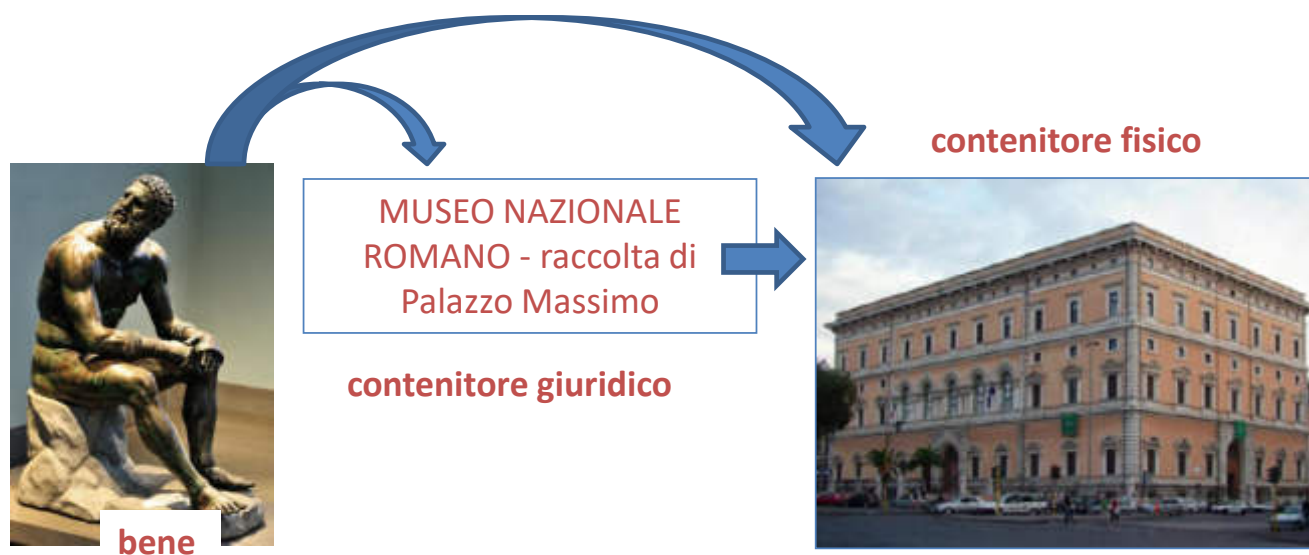 contenitore fisico
MUSEO NAZIONALE
ROMANO - raccolta di
Palazzo Massimo
contenitore giuridico
bene